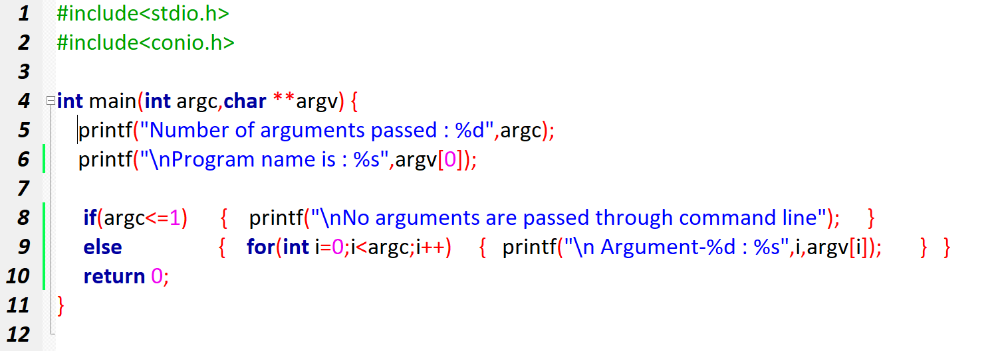 1 #include<stdio.h>
2 #include<conio.h>
3
4 int main(int argc,char **argv) {
5 printf("Number of arguments passed : %d",argc);
6 printf("\nProgram name is : %s",argv[0]);
7
8 if(argc<=1) { printf("\nNo arguments are passed through command line"); }
9 else { for(int i=0;i<argc;i++) { printf("\n Argument-%d : %s",i,argv[i]); } }
10 return 0;
11 }
12